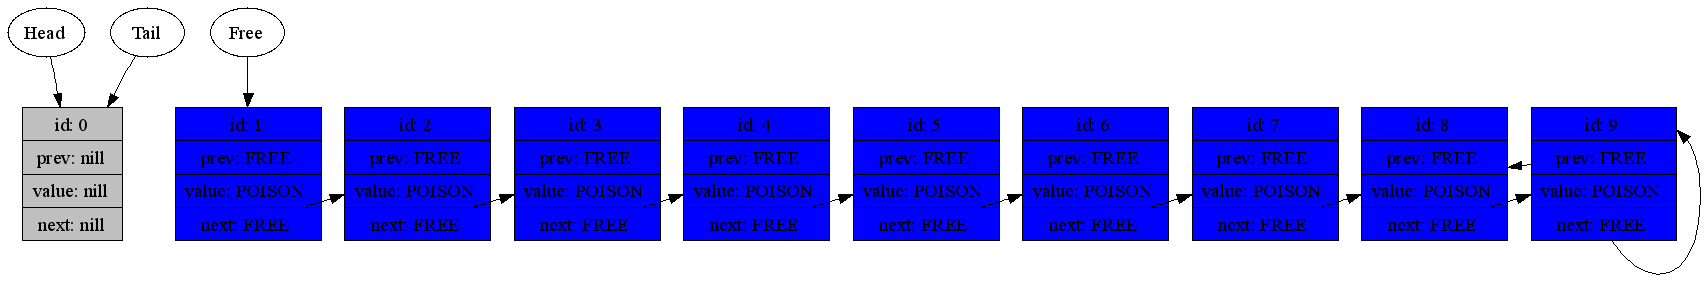 Head
Tail
Free
id: 0
prev: nill
value: nill
next: nill
id: 1
prev: FREE
value: POISON
next: FREE
id: 2
prev: FREE
value: POISON
next: FREE
id: 3
prev: FREE
value: POISON
next: FREE
id: 4
prev: FREE
value: POISON
next: FREE
id: 5
prev: FREE
value: POISON
next: FREE
id: 6
prev: FREE
value: POISON
next: FREE
id: 7
prev: FREE
value: POISON
next: FREE
id: 8
prev: FREE
value: POISON
next: FREE
id: 9
prev: FREE
value: POISON
next: FREE